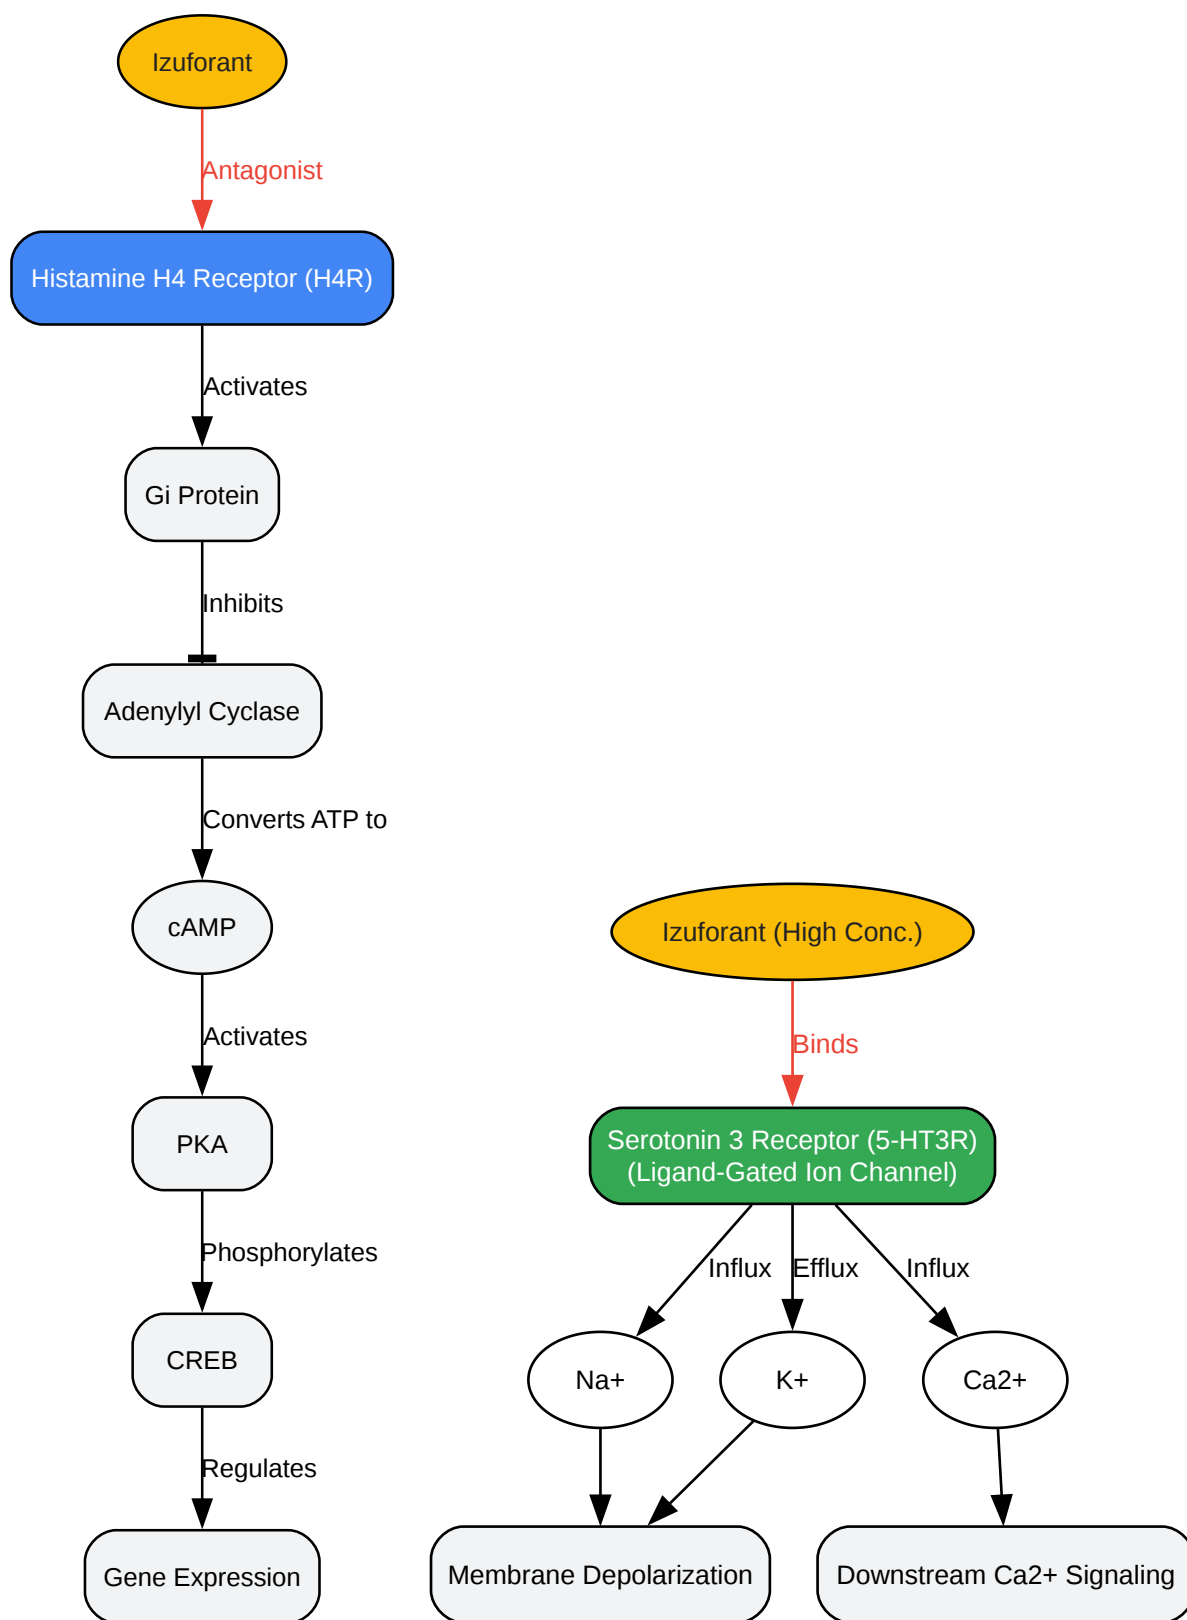 Izuforant
Antagonist
Histamine H4 Receptor (H4R)
Activates
Gi Protein
Inhibits
Adenylyl Cyclase
Converts ATP to
cAMP
Activates
PKA
Phosphorylates
CREB
Regulates
Gene Expression
Izuforant (High Conc.)
Binds
Serotonin 3 Receptor (5-HT3R)
(Ligand-Gated Ion Channel)
Influx
Efflux
Influx
Na+
K+
Ca2+
Membrane Depolarization
Downstream Ca2+ Signaling